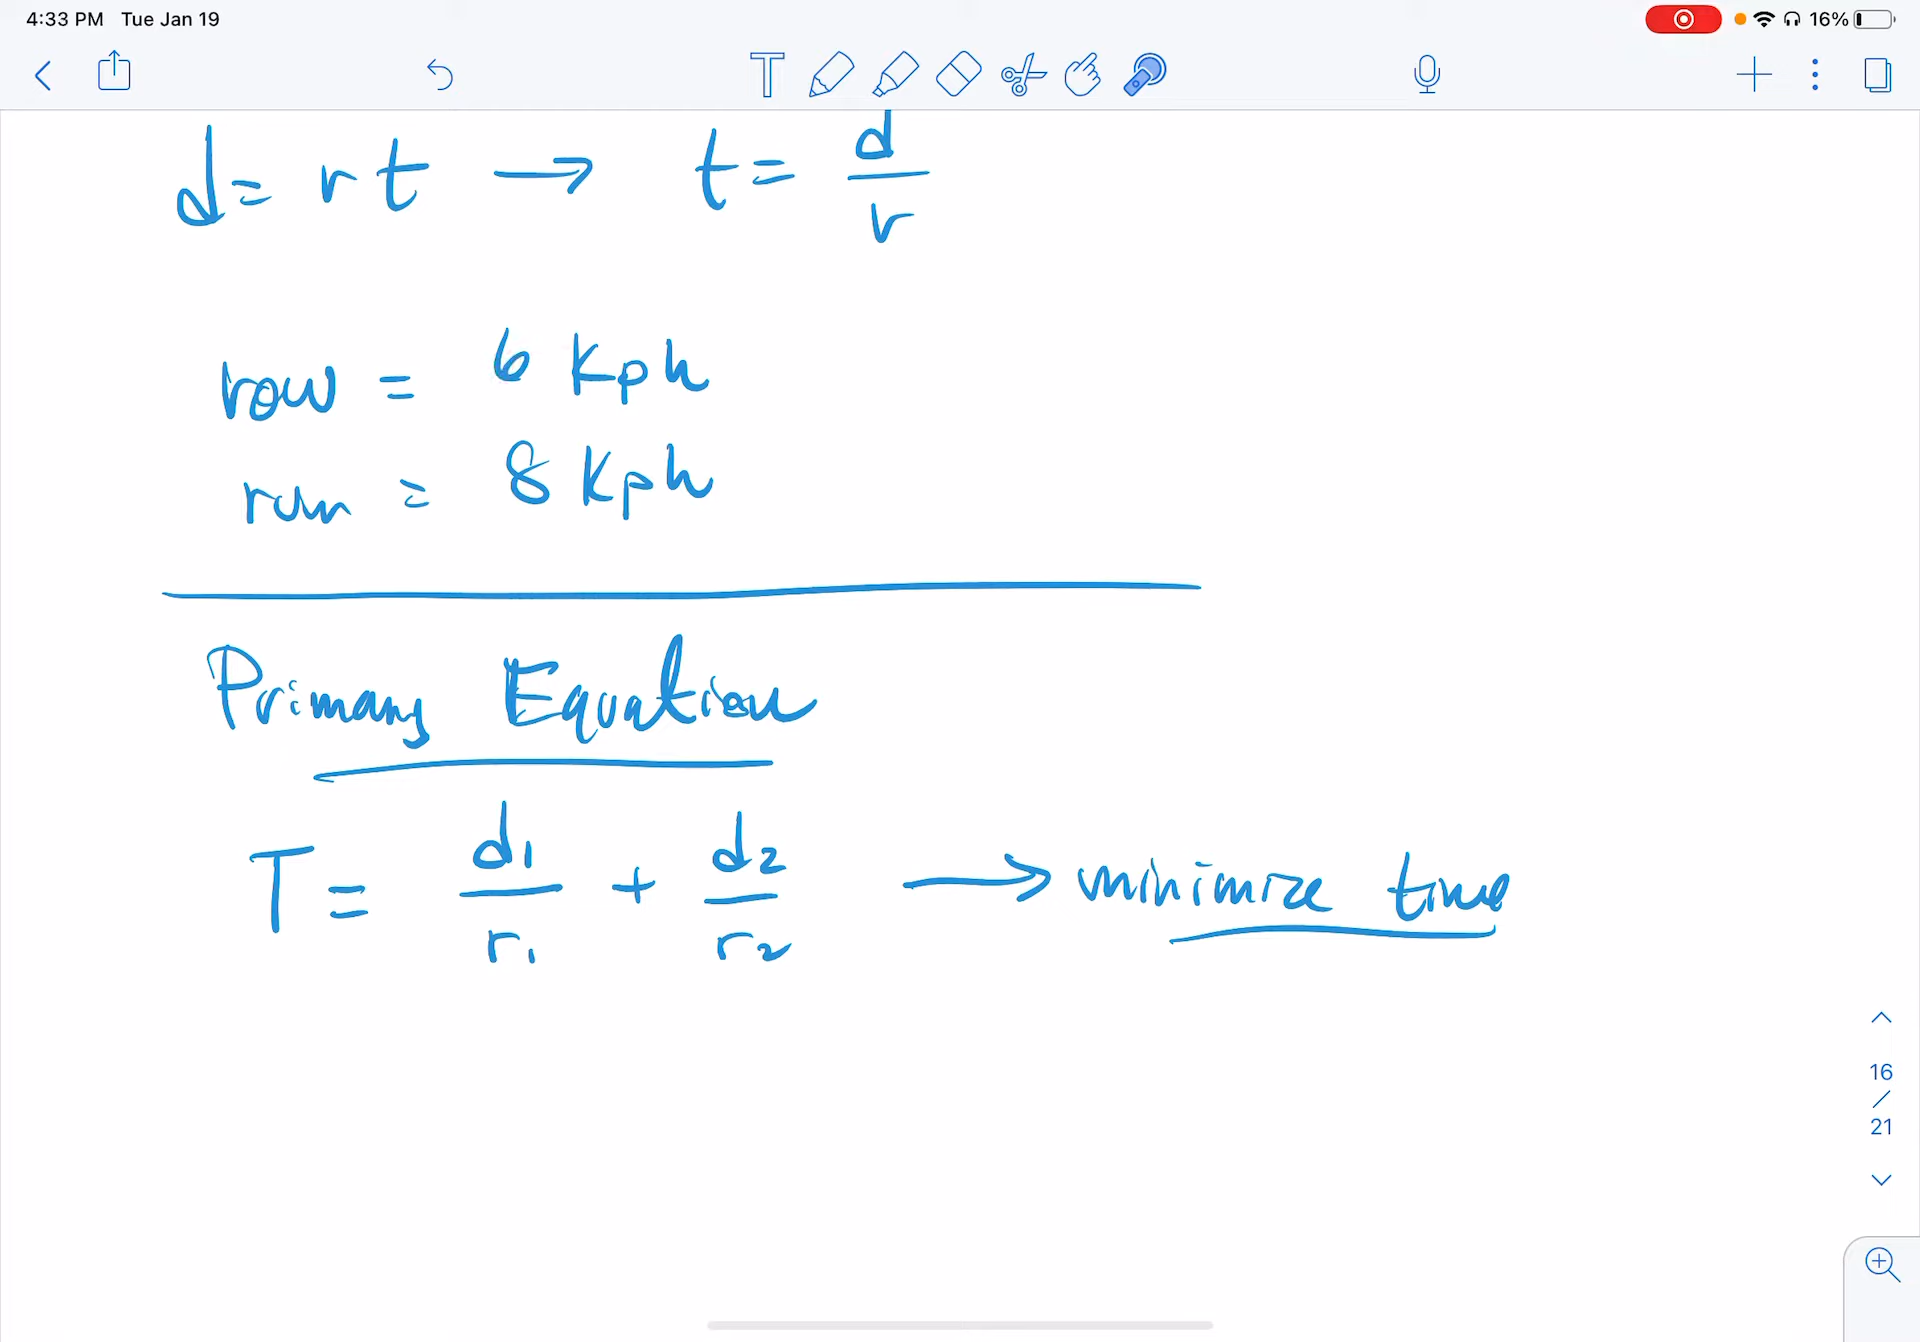 4:33 PM Tue Jan 19
16%
d = rt → t = d/r
row = 6 Kph
run = 8 Kph
Primary Equation
T = d₁/r₁ + d₂/r₂ → minimize time
16
/
21